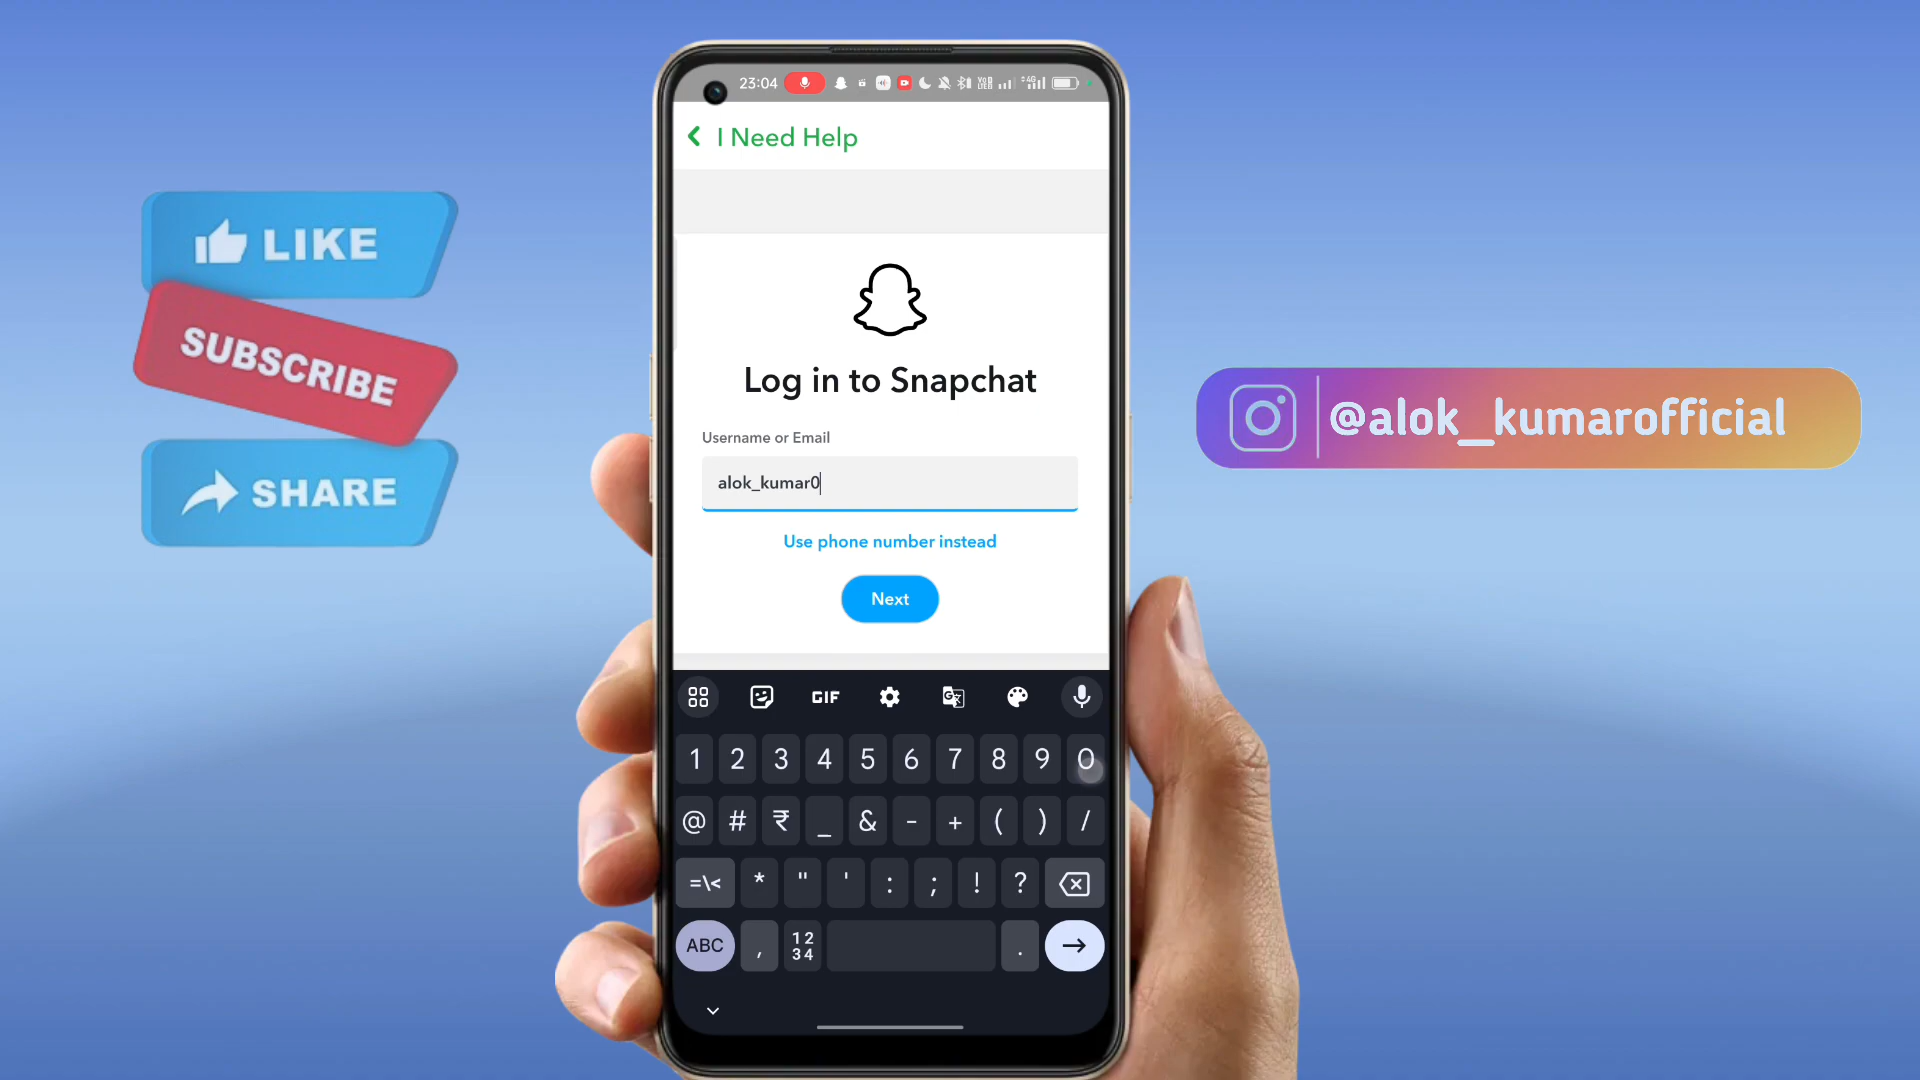 LIKE
SUBSCRIBE
SHARE
23:04
4G
I Need Help
Log in to Snapchat
Username or Email
alok_kumar0
Use phone number instead
Next
GIF
1 2 3 4 5 6 7 8 9 0
@ # ₹ _ & - + ( ) /
=\< * " ' : ; ! ?
ABC , 12 34 . →
@alok_kumarofficial